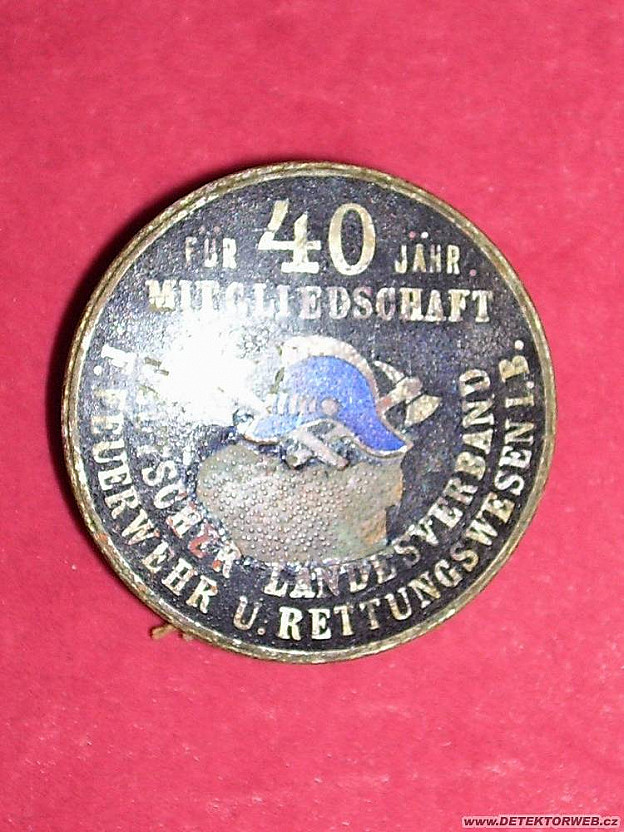 FÜR 40 JÄHR.
MITGLIEDSCHAFT
LANDESVERBAND
F. FEUERWEHR U. RETTUNGSWESEN I.B.
www.DETEKTORWEB.cz